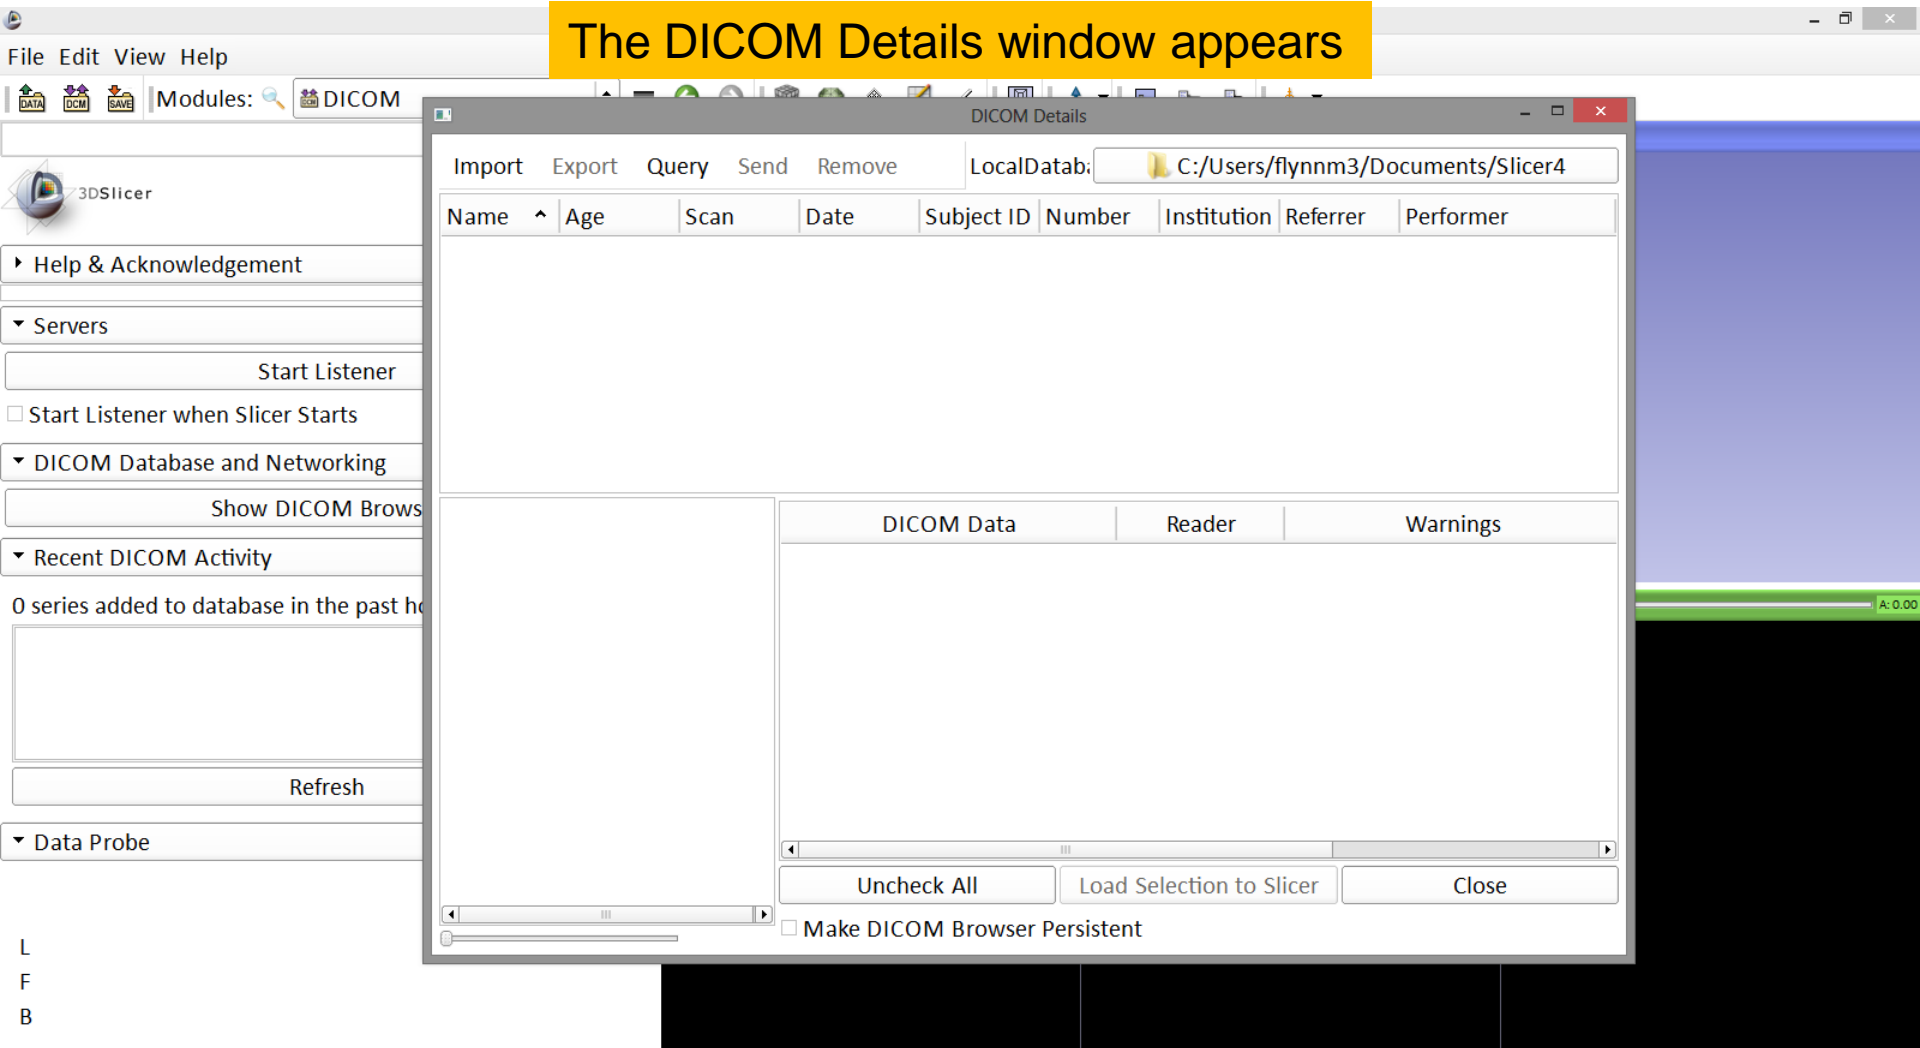 The DICOM Details window appears
File Edit View Help
DATA DCM SAVE Modules: DICOM
DICOM Details
Import Export Query Send Remove LocalDatab C:/Users/flynnm3/Documents/Slicer4
3DSlicer
Name Age Scan Date Subject ID Number Institution Referrer Performer
Help & Acknowledgement
Servers
Start Listener
Start Listener when Slicer Starts
DICOM Database and Networking
Show DICOM Brows
DICOM Data Reader Warnings
Recent DICOM Activity
0 series added to database in the past h
A: 0.00
Refresh
Data Probe
Uncheck All Load Selection to Slicer Close
Make DICOM Browser Persistent
L
F
B